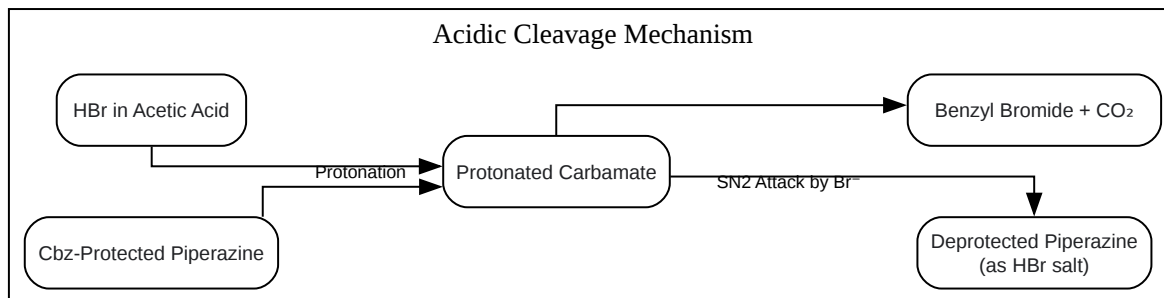 Acidic Cleavage Mechanism
HBr in Acetic Acid
Benzyl Bromide + CO₂
Protonation
Protonated Carbamate
SN2 Attack by Br⁻
Cbz-Protected Piperazine
Deprotected Piperazine
(as HBr salt)